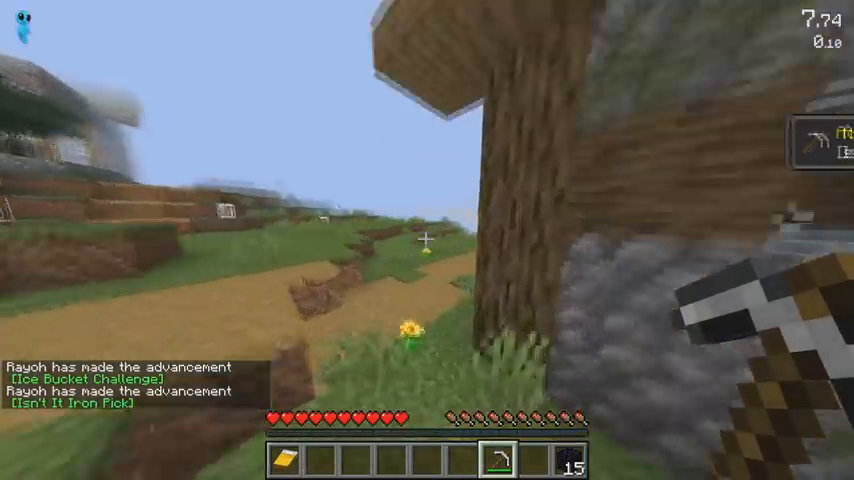 7.74
0.10
Rayoh has made the advancement
[Ice Bucket Challenge]
Rayoh has made the advancement
[Isn't It Iron Pick]
15